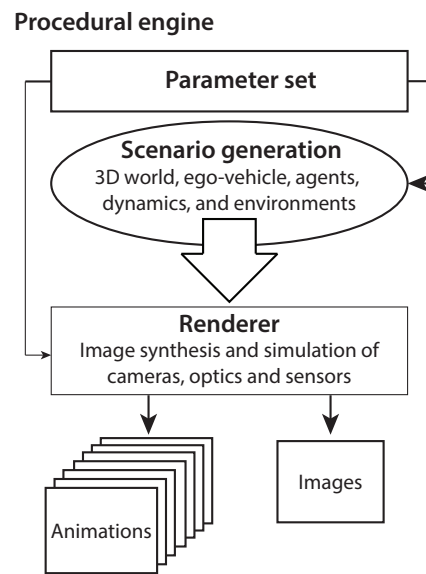 Procedural engine
Parameter set
Scenario generation
3D world, ego-vehicle, agents,
dynamics, and environments
Renderer
Image synthesis and simulation of
cameras, optics and sensors
Animations
Images